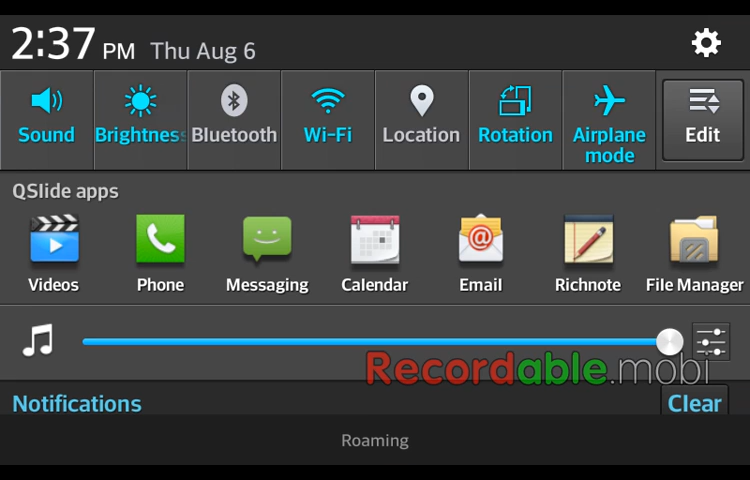 2:37 PM Thu Aug 6
Sound Brightness Bluetooth Wi-Fi Location Rotation Airplane mode Edit
QSlide apps
Videos Phone Messaging Calendar Email Richnote File Manager
Recordable.mobi
Notifications Clear
Roaming